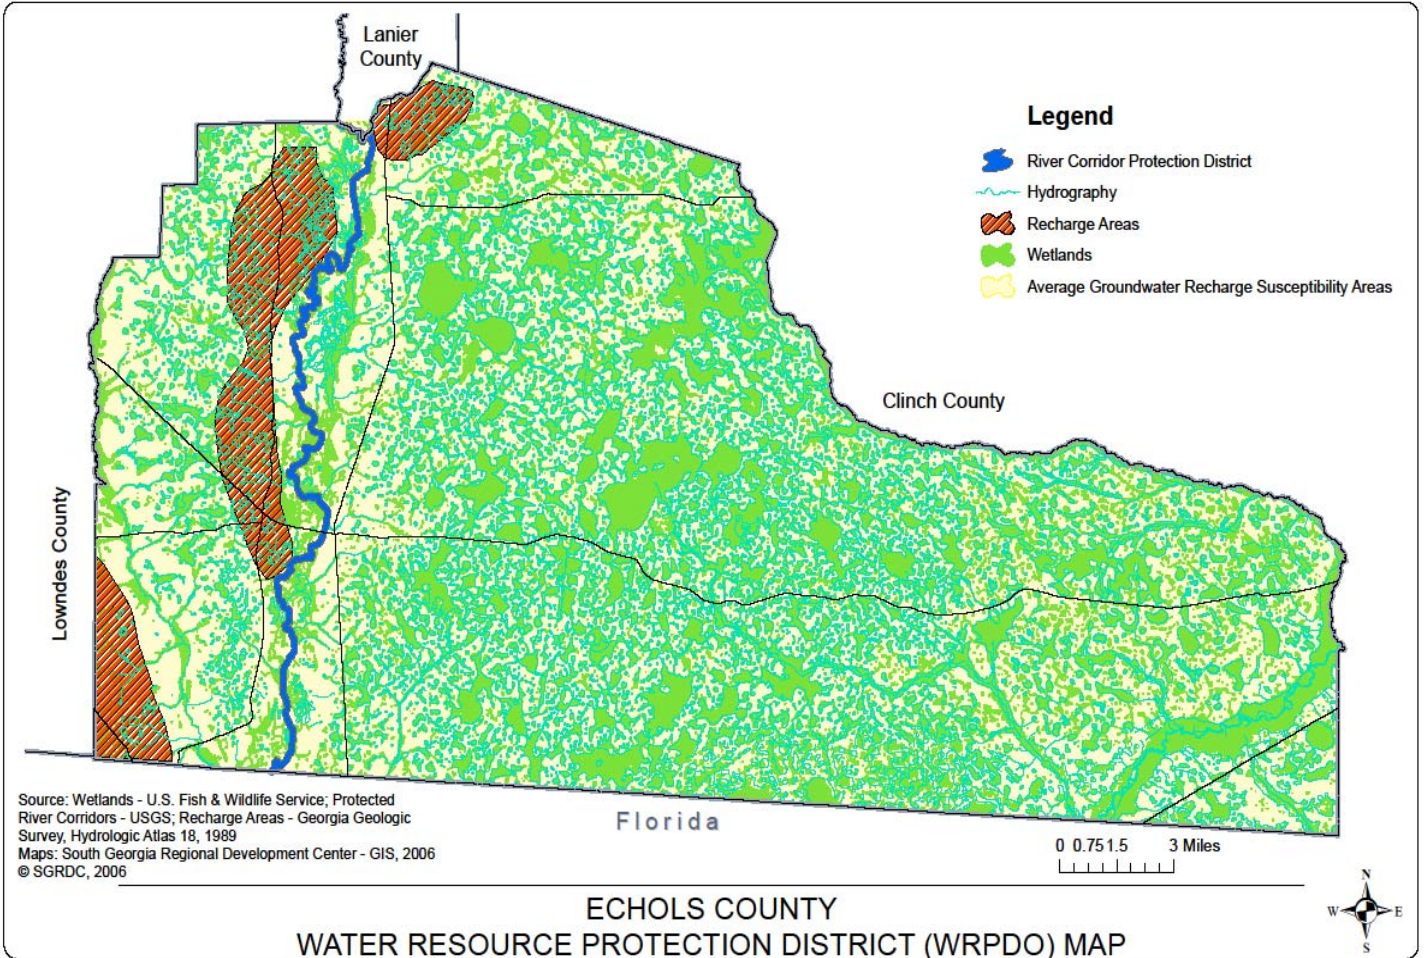 Lanier
County
Legend
River Corridor Protection District
Hydrography
Recharge Areas
Wetlands
Average Groundwater Recharge Susceptibility Areas
Clinch County
Lowndes County
Source: Wetlands - U.S. Fish & Wildlife Service; Protected
River Corridors - USGS; Recharge Areas - Georgia Geologic
Survey, Hydrologic Atlas 18, 1989
Maps: South Georgia Regional Development Center - GIS, 2006
© SGRDC, 2006
Florida
0 0.75 1.5 3 Miles
N
W E
S
ECHOLS COUNTY
WATER RESOURCE PROTECTION DISTRICT (WRPDO) MAP